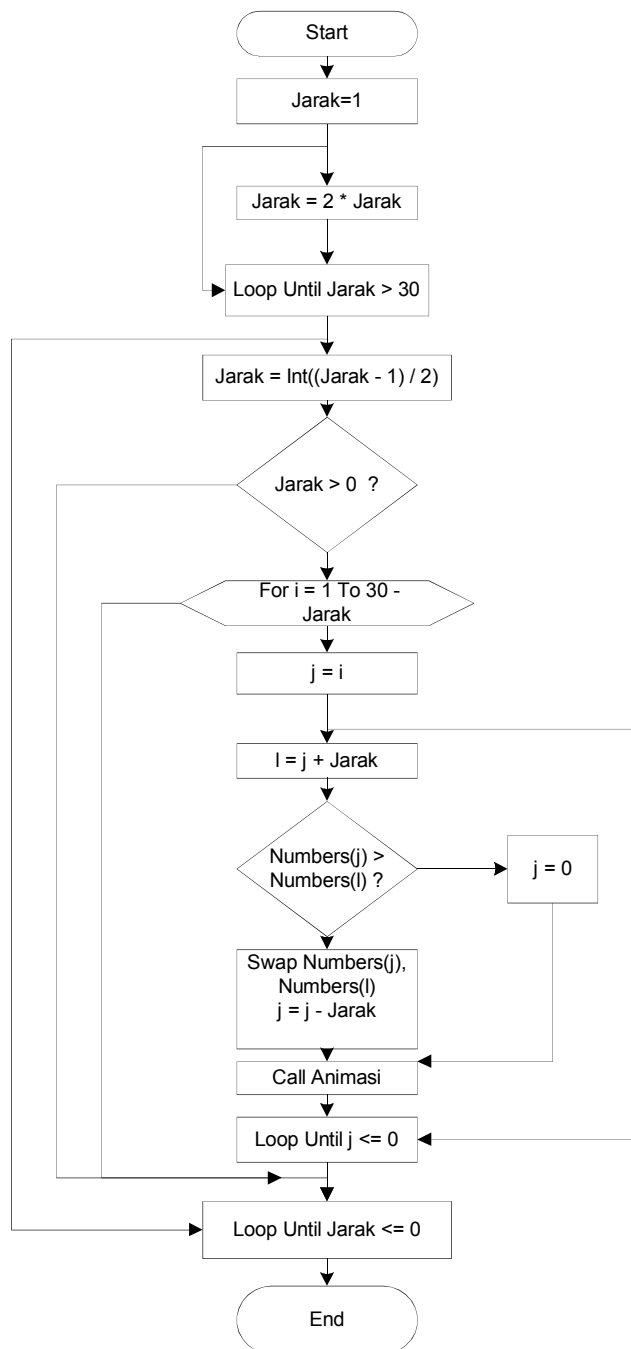 Start
Jarak=1
Jarak = 2 * Jarak
Loop Until Jarak > 30
Jarak = Int((Jarak - 1) / 2)
Jarak > 0 ?
For i = 1 To 30 -
Jarak
j = i
l = j + Jarak
Numbers(j) >
Numbers(l) ?
j = 0
Swap Numbers(j),
Numbers(l)
j = j - Jarak
Call Animasi
Loop Until j <= 0
Loop Until Jarak <= 0
End